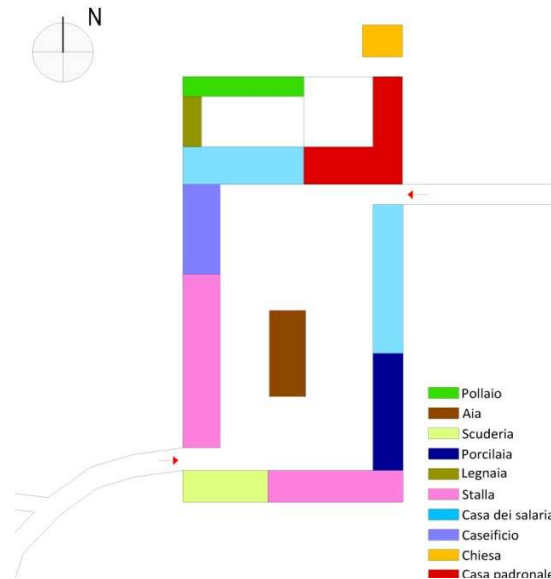 N
Pollaio
Aia
Scuderia
Porcilaia
Legnaia
Stalla
Casa dei salaria
Caseificio
Chiesa
Casa padronale